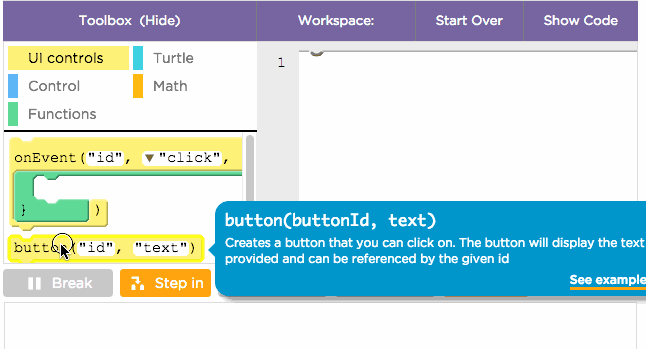 Toolbox (Hide)
Workspace:
Start Over
Show Code
UI controls
Turtle
Control
Math
Functions
1
onEvent("id", ▼"click",
} )
button("id", "text")
button(buttonId, text)
Creates a button that you can click on. The button will display the text
provided and can be referenced by the given id
See example
Break
Step in